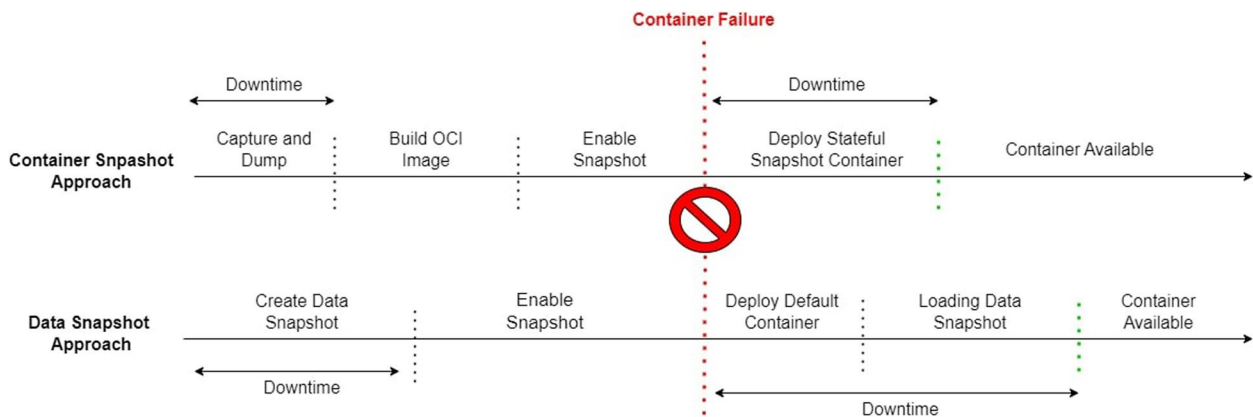 Container Failure
Downtime
Downtime
Capture and
Dump
Build OCI
Image
Enable
Snapshot
Deploy Stateful
Snapshot Container
Container Available
Container Snpashot
Approach
Create Data
Snapshot
Enable
Snapshot
Deploy Default
Container
Loading Data
Snapshot
Container
Available
Data Snapshot
Approach
Downtime
Downtime